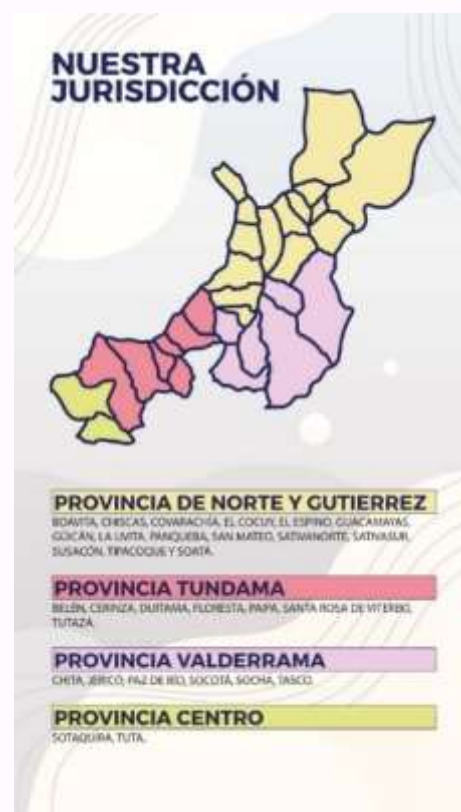 NUESTRA
JURISDICCIÓN
PROVINCIA DE NORTE Y GUTIERREZ
BOAVITA, CHISCAS, COVARACHÍA, EL COCUY, EL ESPINO, GUACAMAYAS,
GÜICÁN, LA UVITA, PANQUEBA, SAN MATEO, SATIVANORTE, SATIVASUR,
SUSACÓN, TIPACOQUE Y SOATA.
PROVINCIA TUNDAMA
BELÉN, CERINZA, DUITAMA, FLORESTA, PAIPA, SANTA ROSA DE VITERBO,
TUTAZÁ.
PROVINCIA VALDERRAMA
CHITA, JERICÓ, PAZ DE RÍO, SOCOTÁ, SOCHA, TASCO.
PROVINCIA CENTRO
SOTAQUIRA, TUTA.